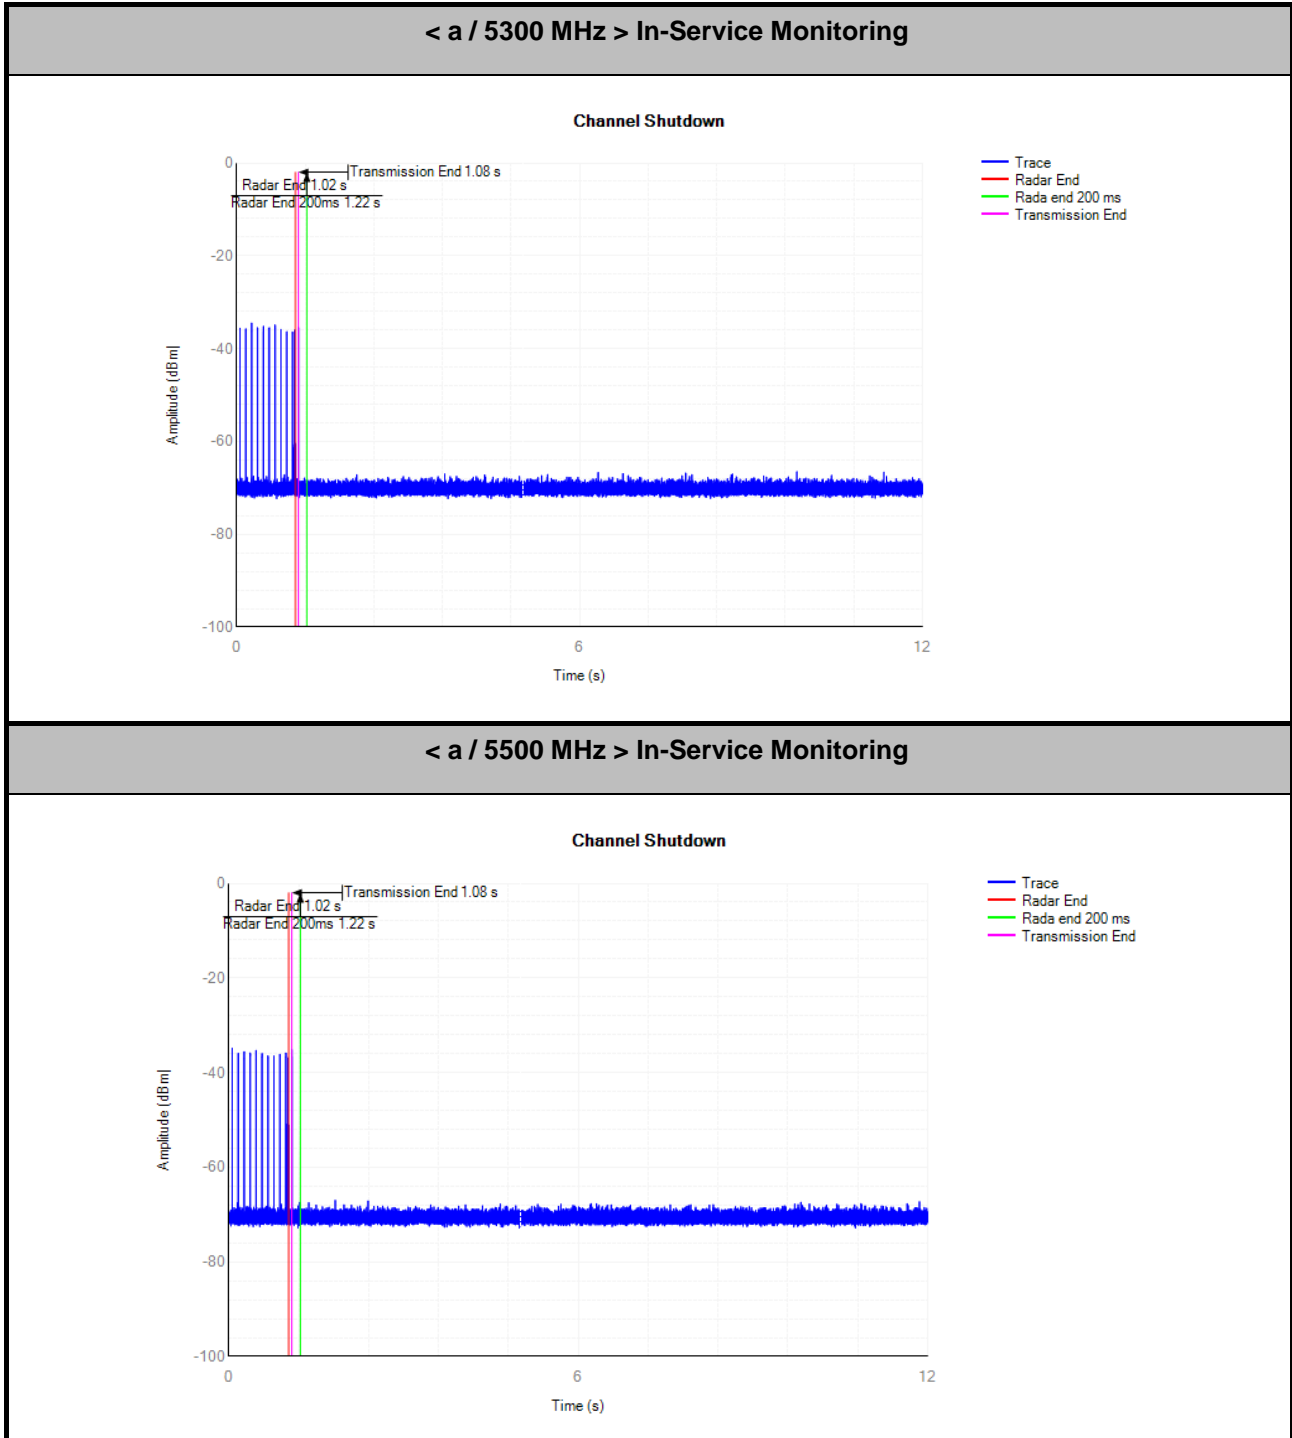 < a / 5300 MHz > In-Service Monitoring
Channel Shutdown
Transmission End 1.08 s
Radar End 1.02 s
Radar End 200ms 1.22 s
Trace
Radar End
Rada end 200 ms
Transmission End
0
-20
-40
-60
-80
-100
Amplitude (dBm)
0
6
12
Time (s)
< a / 5500 MHz > In-Service Monitoring
Channel Shutdown
Transmission End 1.08 s
Radar End 1.02 s
Radar End 200ms 1.22 s
Trace
Radar End
Rada end 200 ms
Transmission End
0
-20
-40
-60
-80
-100
Amplitude (dBm)
0
6
12
Time (s)